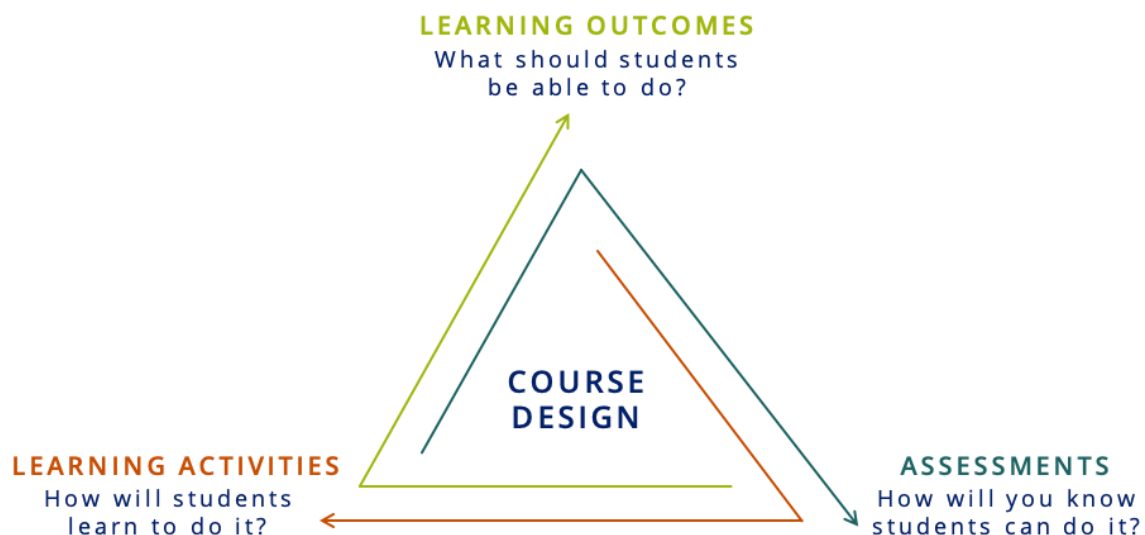 LEARNING OUTCOMES
What should students
be able to do?
COURSE
DESIGN
LEARNING ACTIVITIES
How will students
learn to do it?
ASSESSMENTS
How will you know
students can do it?